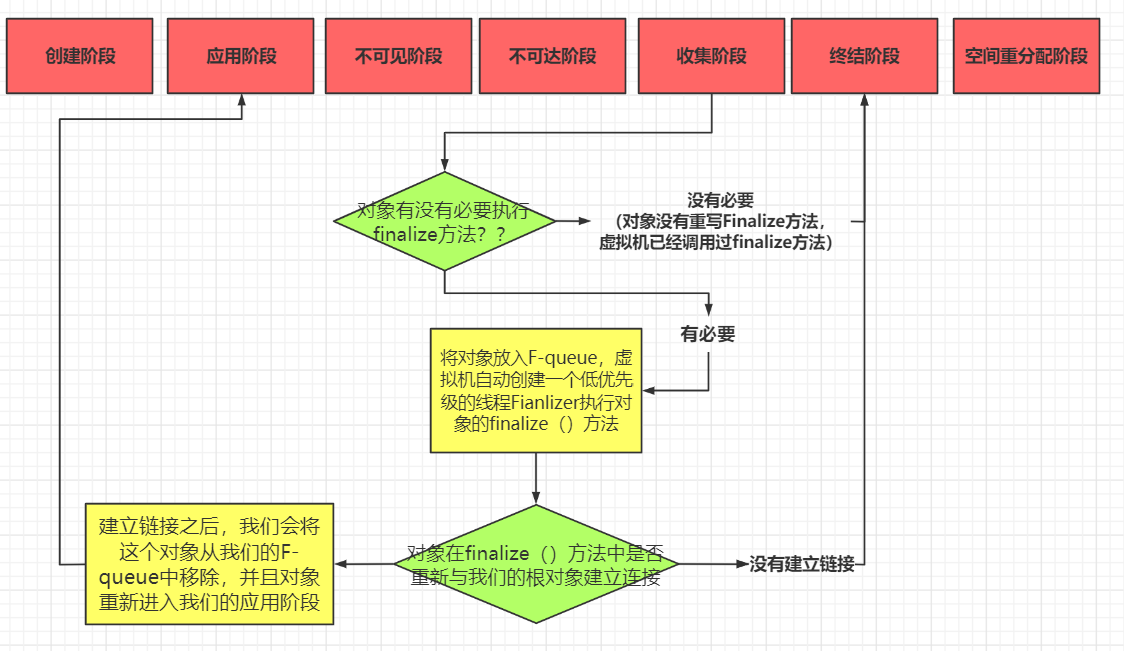 创建阶段
应用阶段
不可见阶段
不可达阶段
收集阶段
终结阶段
空间重分配阶段
对象有没有必要执行
finalize方法？？
没有必要
（对象没有重写Finalize方法，
虚拟机已经调用过finalize方法）
有必要
将对象放入F-queue，虚
拟机自动创建一个低优先
级的线程Fianlizer执行对
象的finalize（）方法
建立链接之后，我们会将
这个对象从我们的F-
queue中移除，并且对象
重新进入我们的应用阶段
对象在finalize（）方法中是否
重新与我们的根对象建立连接
没有建立链接